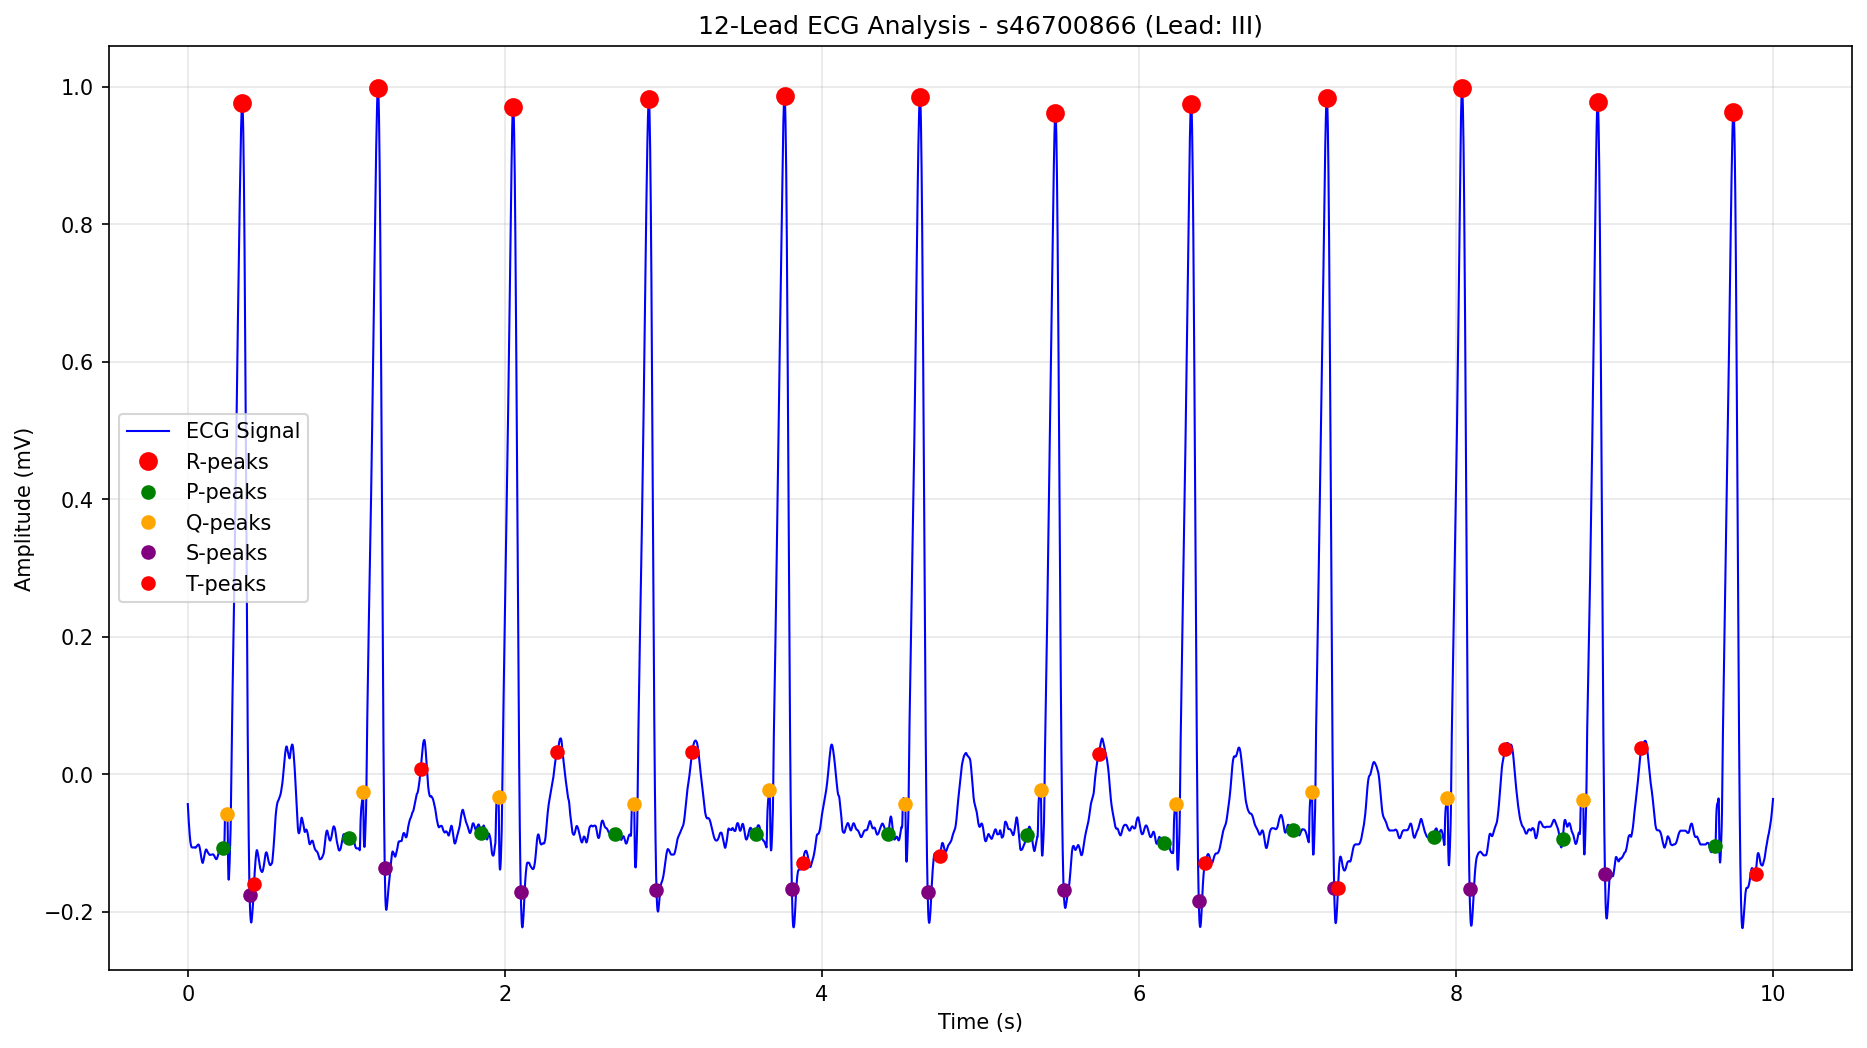 12-Lead ECG Analysis - s46700866 (Lead: III)
Amplitude (mV)
1.0
0.8
0.6
0.4
0.2
0.0
−0.2
ECG Signal
R-peaks
P-peaks
Q-peaks
S-peaks
T-peaks
0 2 4 6 8 10
Time (s)